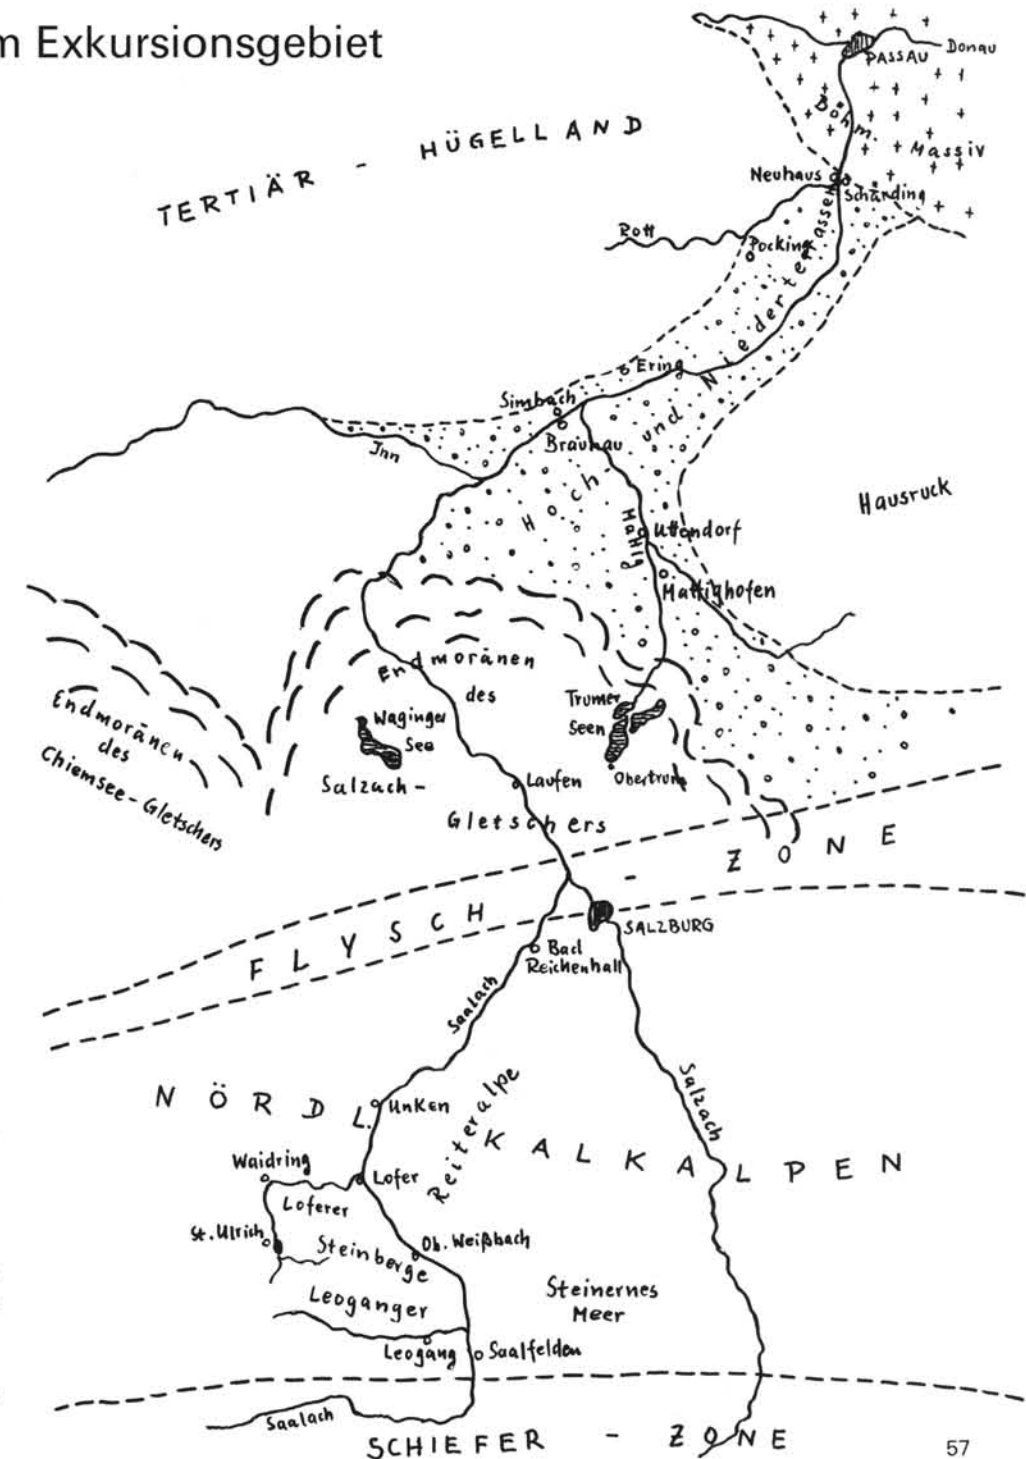 m Exkursionsgebiet
Donau
PASSAU
TERTIÄR - HÜGELLAND
Böhm.
Massiv
Neuhaus
Schärding
Rott
Pocking
Ering
Simbach
Braunau
Inn
Hoch- und Niederterrassen
Hausruck
Mattig
Uttendorf
Mattighofen
Endmoränen
des
Salzach-
Gletschers
Endmoränen
des
Chiemsee-Gletschers
Waginger
See
Trumer
Seen
Obertrum
Laufen
FLYSCH - ZONE
SALZBURG
Bad
Reichenhall
Saalach
Salzach
NÖRDL. KALKALPEN
Unken
Reiteralpe
Waidring
Lofer
Loferer
Steinberge
St. Ulrich
Ob. Weißbach
Leoganger
Steinernes
Meer
Leogang
Saalfelden
Saalach
SCHIEFER - ZONE
57